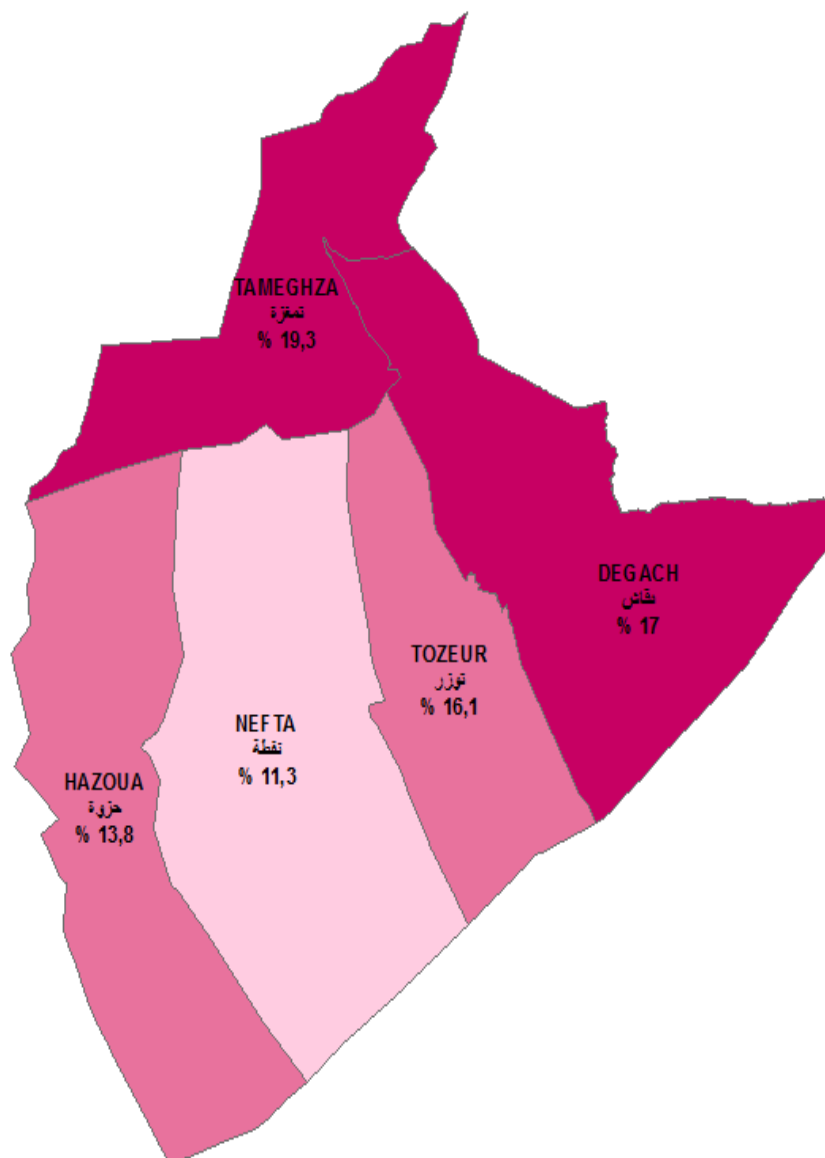 TAMEGHZA
تمغزة
% 19,3
DEGACH
دقاش
% 17
TOZEUR
توزر
% 16,1
NEFTA
نفطة
% 11,3
HAZOUA
حزوة
% 13,8